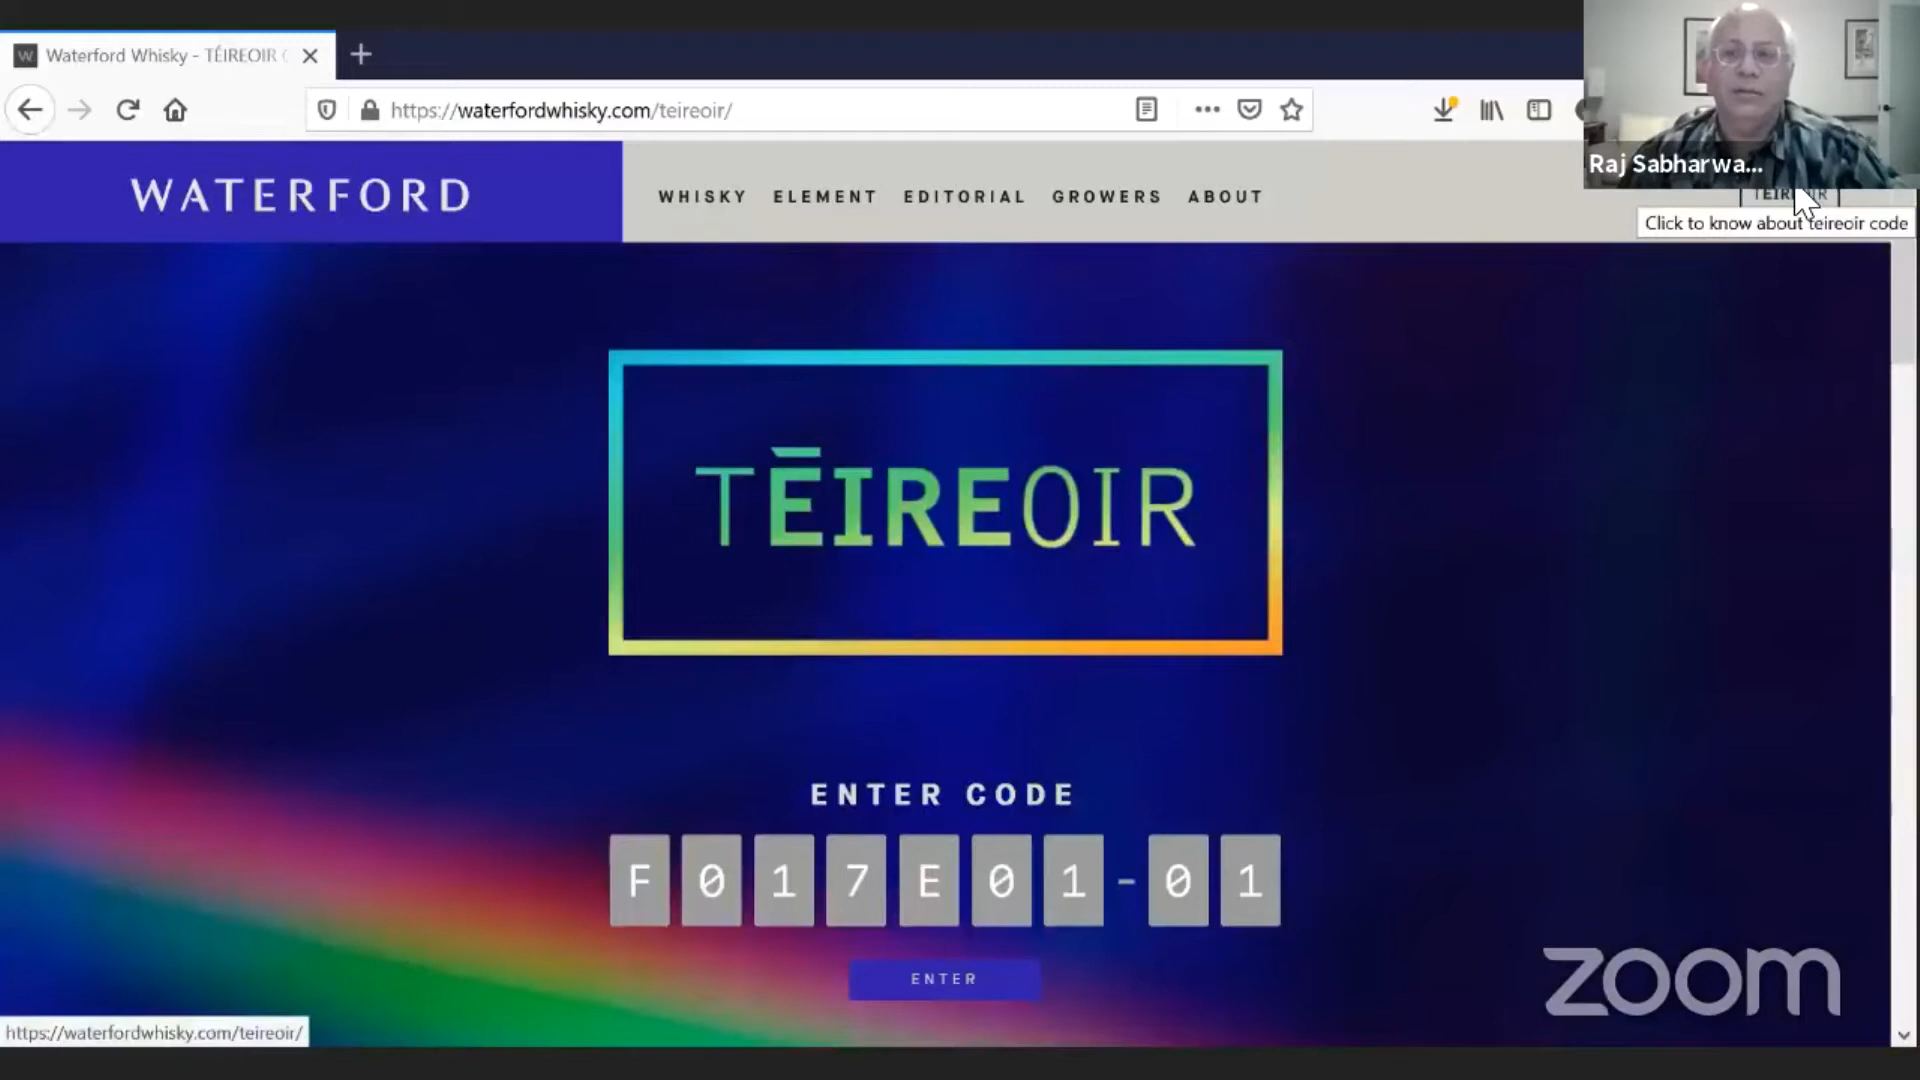 Waterford Whisky - TÉIREOIR
https://waterfordwhisky.com/teireoir/
Raj Sabharwa...
WATERFORD
WHISKY ELEMENT EDITORIAL GROWERS ABOUT
Click to know about teireoir code
TĒIREOIR
ENTER CODE
F017E01-01
ENTER
zoom
https://waterfordwhisky.com/teireoir/